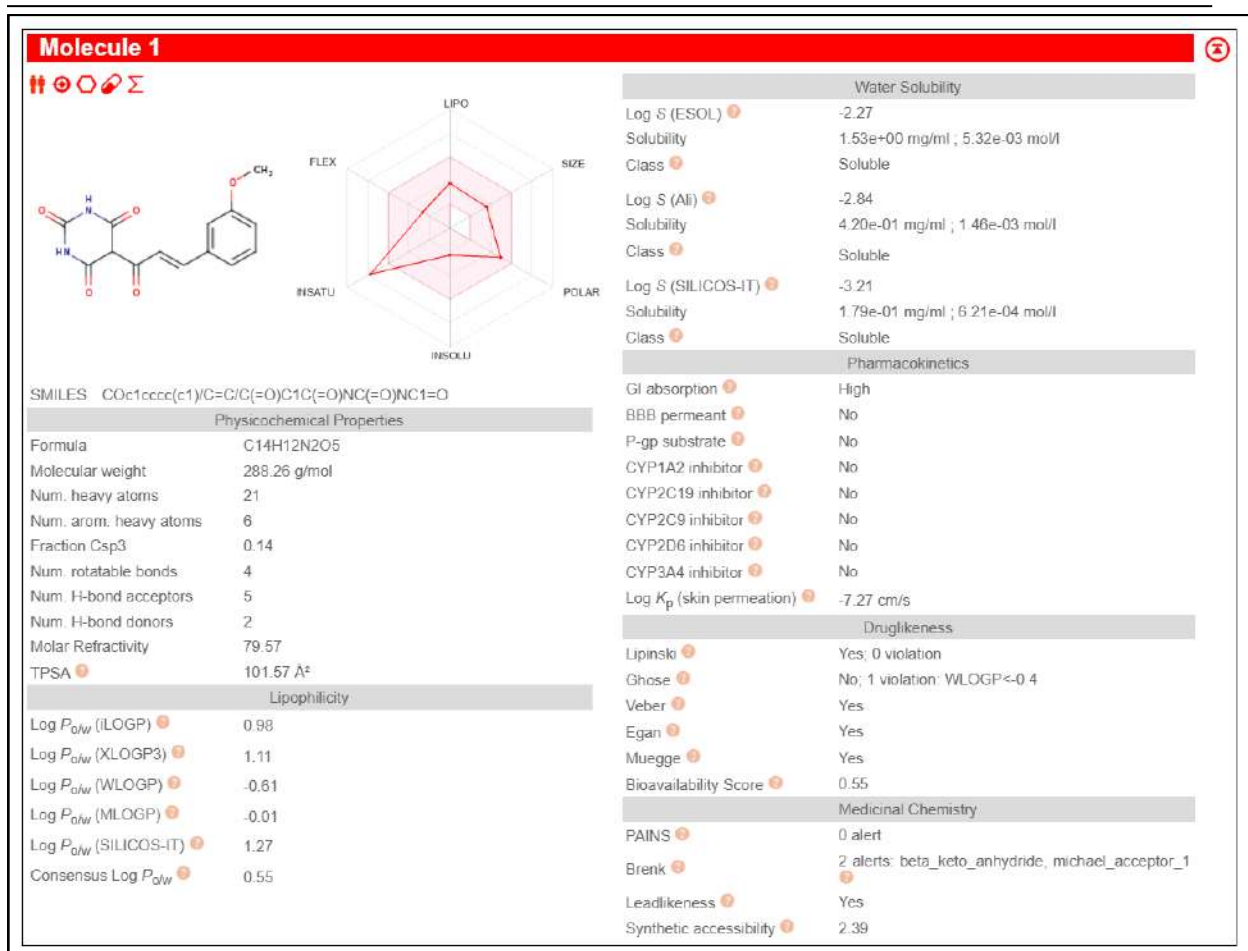 Molecule 1
LIPO
FLEX
SIZE
INSATU
POLAR
INSOLU
O
CH3
H
N
O
O
O
HN
O
O
SMILES COc1cccc(c1)/C=C/C(=O)C1C(=O)NC(=O)NC1=O
Physicochemical Properties
Formula C14H12N2O5
Molecular weight 288.26 g/mol
Num. heavy atoms 21
Num. arom. heavy atoms 6
Fraction Csp3 0.14
Num. rotatable bonds 4
Num. H-bond acceptors 5
Num. H-bond donors 2
Molar Refractivity 79.57
TPSA ? 101.57 Å²
Lipophilicity
Log Po/w (iLOGP) ? 0.98
Log Po/w (XLOGP3) ? 1.11
Log Po/w (WLOGP) ? -0.61
Log Po/w (MLOGP) ? -0.01
Log Po/w (SILICOS-IT) ? 1.27
Consensus Log Po/w ? 0.55
Water Solubility
Log S (ESOL) ? -2.27
Solubility 1.53e+00 mg/ml ; 5.32e-03 mol/l
Class ? Soluble
Log S (Ali) ? -2.84
Solubility 4.20e-01 mg/ml ; 1.46e-03 mol/l
Class ? Soluble
Log S (SILICOS-IT) ? -3.21
Solubility 1.79e-01 mg/ml ; 6.21e-04 mol/l
Class ? Soluble
Pharmacokinetics
GI absorption ? High
BBB permeant ? No
P-gp substrate ? No
CYP1A2 inhibitor ? No
CYP2C19 inhibitor ? No
CYP2C9 inhibitor ? No
CYP2D6 inhibitor ? No
CYP3A4 inhibitor ? No
Log Kp (skin permeation) ? -7.27 cm/s
Druglikeness
Lipinski ? Yes; 0 violation
Ghose ? No; 1 violation: WLOGP<-0.4
Veber ? Yes
Egan ? Yes
Muegge ? Yes
Bioavailability Score ? 0.55
Medicinal Chemistry
PAINS ? 0 alert
Brenk ? 2 alerts: beta_keto_anhydride, michael_acceptor_1 ?
Leadlikeness ? Yes
Synthetic accessibility ? 2.39